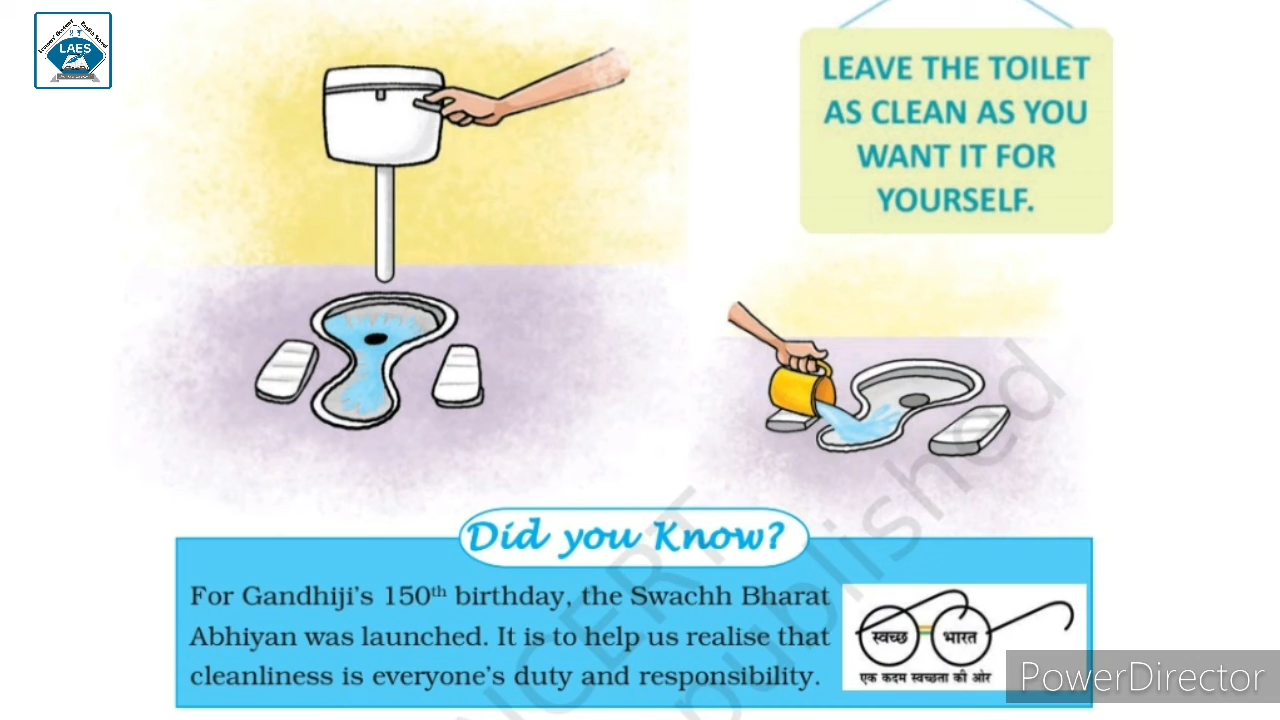 LAES
LEAVE THE TOILET
AS CLEAN AS YOU
WANT IT FOR
YOURSELF.
Did you Know?
For Gandhiji's 150th birthday, the Swachh Bharat
Abhiyan was launched. It is to help us realise that
cleanliness is everyone's duty and responsibility.
स्वच्छ भारत
एक कदम स्वच्छता की ओर
NCERT
published
PowerDirector